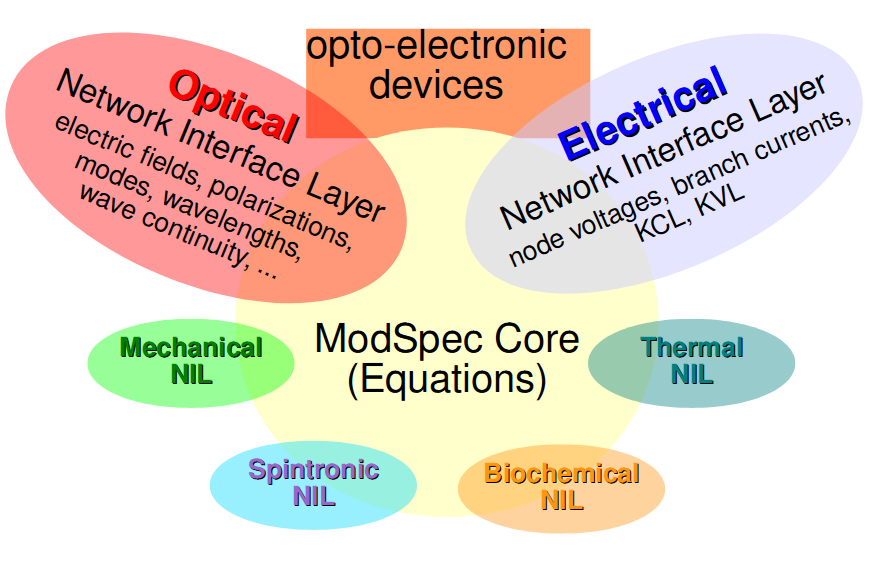 opto-electronic
devices
Optical
Network Interface Layer
electric fields, polarizations,
modes, wavelengths,
wave continuity, ...
Electrical
Network Interface Layer
node voltages, branch currents,
KCL, KVL
ModSpec Core
(Equations)
Mechanical
NIL
Thermal
NIL
Spintronic
NIL
Biochemical
NIL